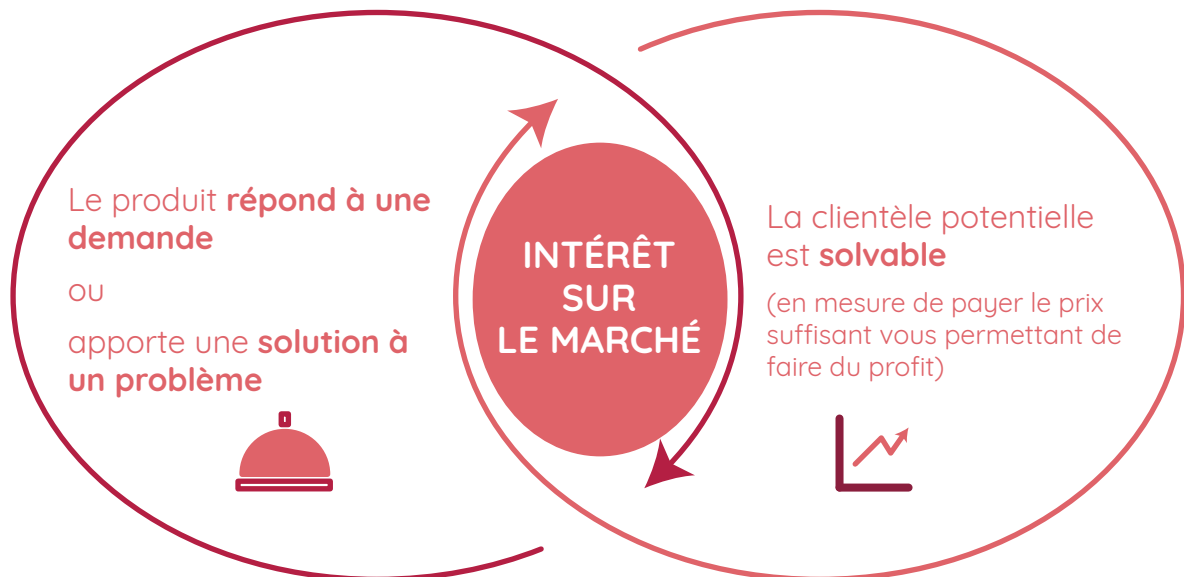 Le produit répond à une
demande
ou
apporte une solution à
un problème
INTÉRÊT
SUR
LE MARCHÉ
La clientèle potentielle
est solvable
(en mesure de payer le prix
suffisant vous permettant de
faire du profit)